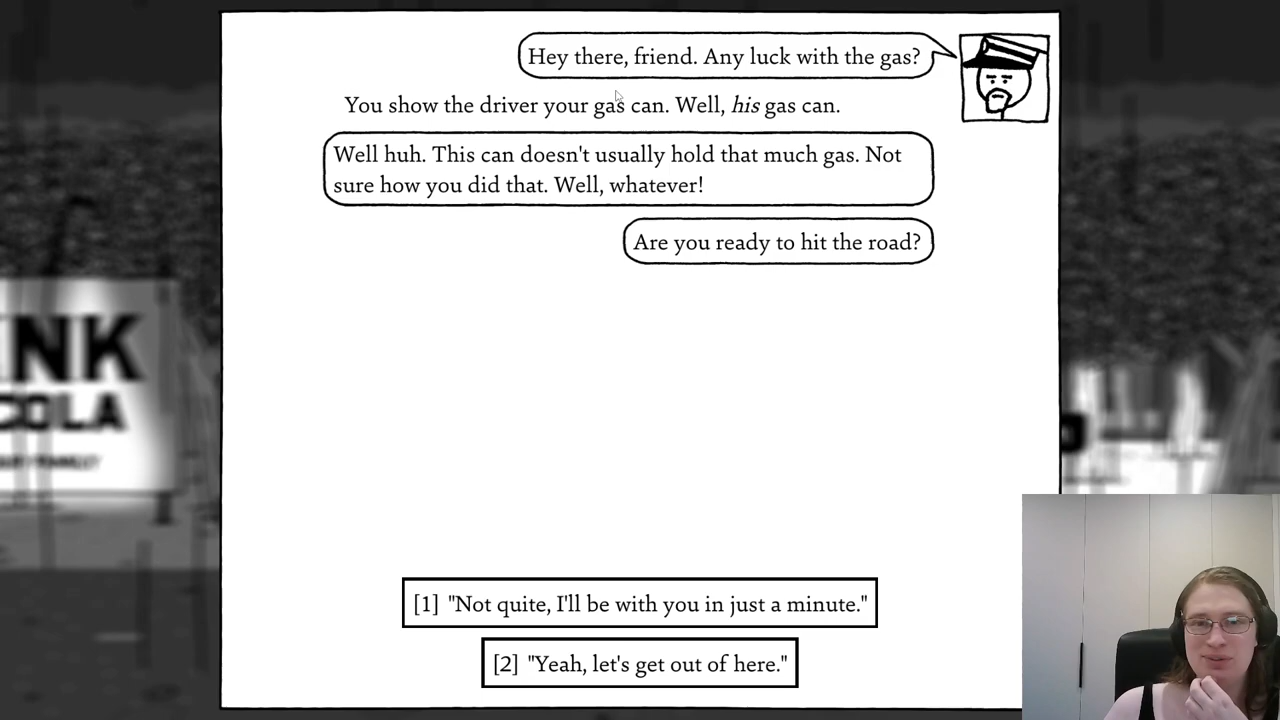 Hey there, friend. Any luck with the gas?
You show the driver your gas can. Well, his gas can.
Well huh. This can doesn't usually hold that much gas. Not
sure how you did that. Well, whatever!
Are you ready to hit the road?
NK
COLA
[1] "Not quite, I'll be with you in just a minute."
[2] "Yeah, let's get out of here."